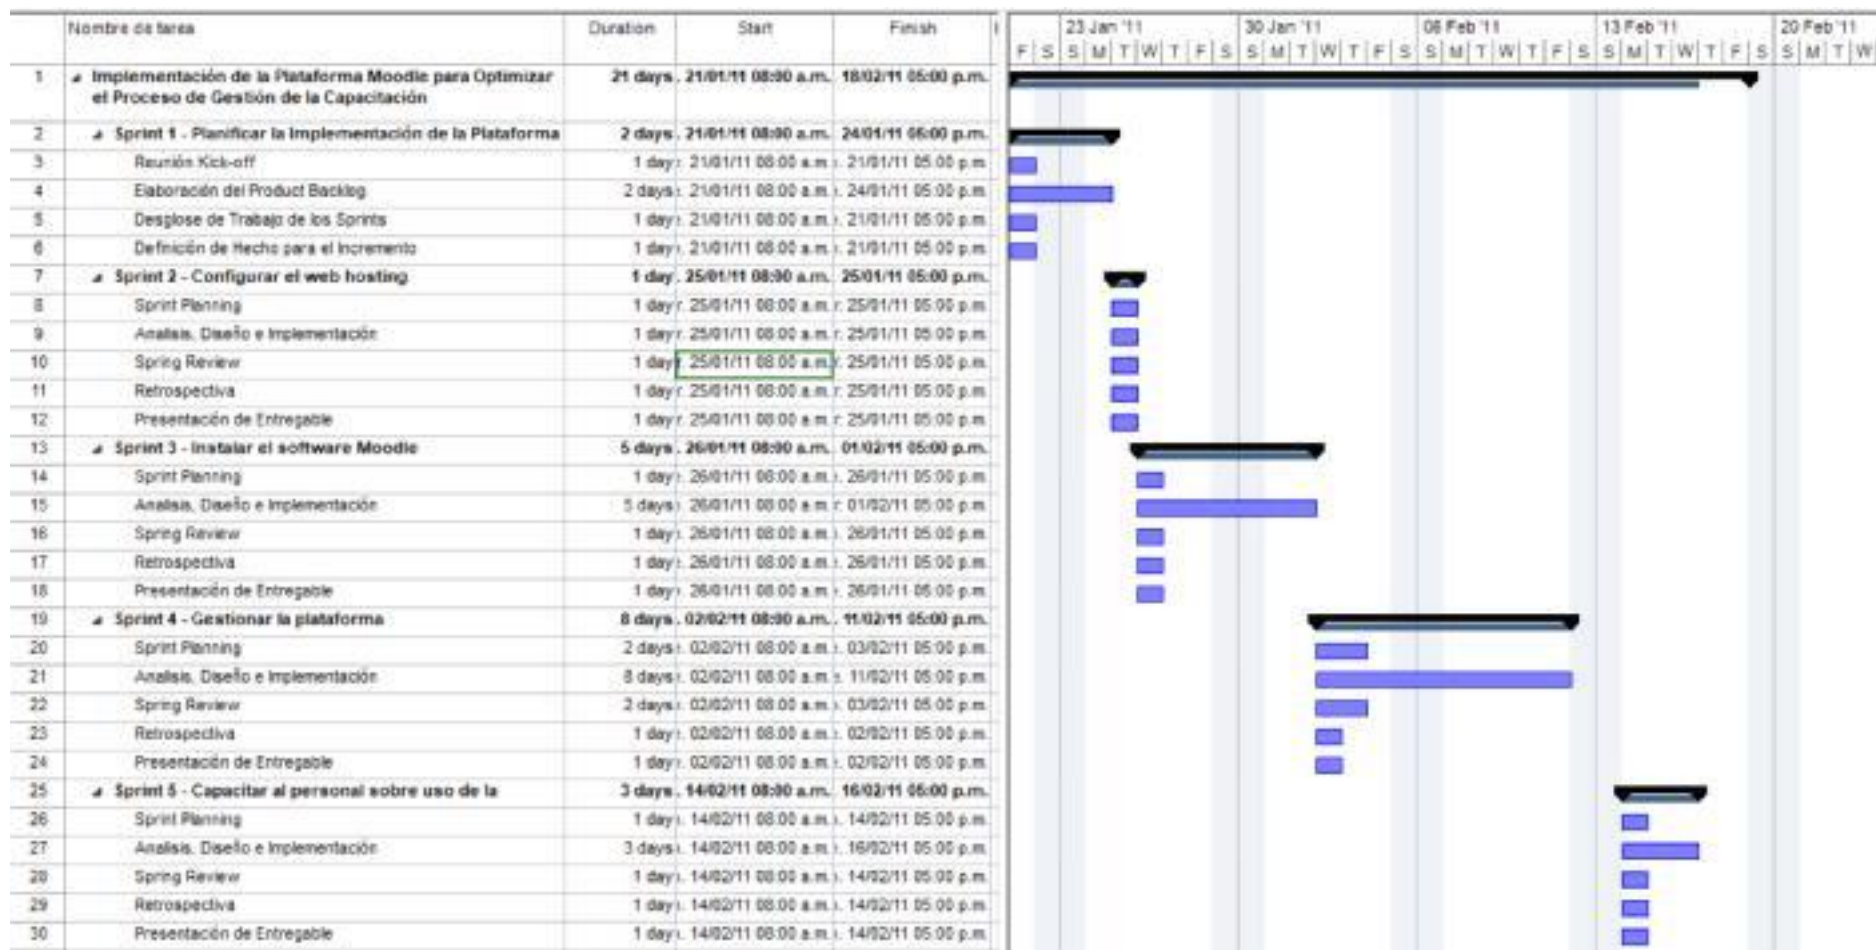 Nombre de tarea Duration Start Finish
23 Jan '11 30 Jan '11 06 Feb '11 13 Feb '11 20 Feb '11
F S S M T W T F S S M T W T F S S M T W T F S S M T W T F S S M T W
1 Implementación de la Plataforma Moodle para Optimizar 21 days 21/01/11 08:00 a.m. 18/02/11 05:00 p.m.
el Proceso de Gestión de la Capacitación
2 Sprint 1 - Planificar la Implementación de la Plataforma 2 days 21/01/11 08:00 a.m. 24/01/11 05:00 p.m.
3 Reunión Kick-off 1 day 21/01/11 08:00 a.m. 21/01/11 05:00 p.m.
4 Elaboración del Product Backlog 2 days 21/01/11 08:00 a.m. 24/01/11 05:00 p.m.
5 Desglose de Trabajo de los Sprints 1 day 21/01/11 08:00 a.m. 21/01/11 05:00 p.m.
6 Definición de Hecho para el Incremento 1 day 21/01/11 08:00 a.m. 21/01/11 05:00 p.m.
7 Sprint 2 - Configurar el web hosting 1 day 25/01/11 08:00 a.m. 25/01/11 05:00 p.m.
8 Sprint Planning 1 day 25/01/11 08:00 a.m. 25/01/11 05:00 p.m.
9 Analisis, Diseño e Implementación 1 day 25/01/11 08:00 a.m. 25/01/11 05:00 p.m.
10 Spring Review 1 day 25/01/11 08:00 a.m. 25/01/11 05:00 p.m.
11 Retrospectiva 1 day 25/01/11 08:00 a.m. 25/01/11 05:00 p.m.
12 Presentación de Entregable 1 day 25/01/11 08:00 a.m. 25/01/11 05:00 p.m.
13 Sprint 3 - Instalar el software Moodle 5 days 26/01/11 08:00 a.m. 01/02/11 05:00 p.m.
14 Sprint Planning 1 day 26/01/11 08:00 a.m. 26/01/11 05:00 p.m.
15 Analisis, Diseño e Implementación 5 days 26/01/11 08:00 a.m. 01/02/11 05:00 p.m.
16 Spring Review 1 day 26/01/11 08:00 a.m. 26/01/11 05:00 p.m.
17 Retrospectiva 1 day 26/01/11 08:00 a.m. 26/01/11 05:00 p.m.
18 Presentación de Entregable 1 day 26/01/11 08:00 a.m. 26/01/11 05:00 p.m.
19 Sprint 4 - Gestionar la plataforma 8 days 02/02/11 08:00 a.m. 11/02/11 05:00 p.m.
20 Sprint Planning 2 days 02/02/11 08:00 a.m. 03/02/11 05:00 p.m.
21 Analisis, Diseño e Implementación 8 days 02/02/11 08:00 a.m. 11/02/11 05:00 p.m.
22 Spring Review 2 days 02/02/11 08:00 a.m. 03/02/11 05:00 p.m.
23 Retrospectiva 1 day 02/02/11 08:00 a.m. 02/02/11 05:00 p.m.
24 Presentación de Entregable 1 day 02/02/11 08:00 a.m. 02/02/11 05:00 p.m.
25 Sprint 5 - Capacitar al personal sobre uso de la 3 days 14/02/11 08:00 a.m. 16/02/11 05:00 p.m.
26 Sprint Planning 1 day 14/02/11 08:00 a.m. 14/02/11 05:00 p.m.
27 Analisis, Diseño e Implementación 3 days 14/02/11 08:00 a.m. 16/02/11 05:00 p.m.
28 Spring Review 1 day 14/02/11 08:00 a.m. 14/02/11 05:00 p.m.
29 Retrospectiva 1 day 14/02/11 08:00 a.m. 14/02/11 05:00 p.m.
30 Presentación de Entregable 1 day 14/02/11 08:00 a.m. 14/02/11 05:00 p.m.